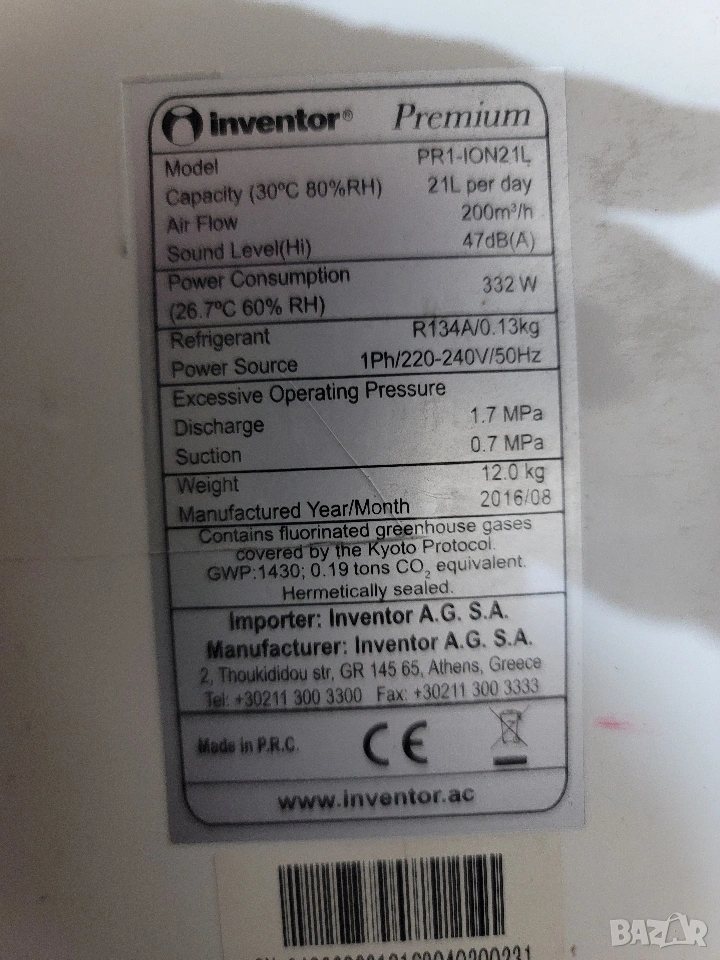 inventor® Premium
Model PR1-ION21L
Capacity (30ºC 80%RH) 21L per day
Air Flow 200m³/h
Sound Level(Hi) 47dB(A)
Power Consumption
(26.7ºC 60% RH) 332 W
Refrigerant R134A/0.13kg
Power Source 1Ph/220-240V/50Hz
Excessive Operating Pressure
Discharge 1.7 MPa
Suction 0.7 MPa
Weight 12.0 kg
Manufactured Year/Month 2016/08
Contains fluorinated greenhouse gases
covered by the Kyoto Protocol.
GWP:1430; 0.19 tons CO₂ equivalent.
Hermetically sealed.
Importer: Inventor A.G. S.A.
Manufacturer: Inventor A.G. S.A.
2, Thoukididou str, GR 145 65, Athens, Greece
Tel: +30211 300 3300 Fax: +30211 300 3333
Made in P.R.C. CE
www.inventor.ac
BAZAR